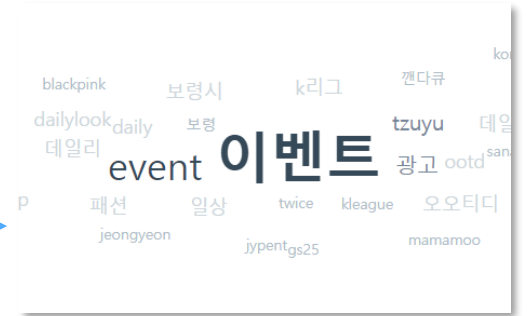 blackpink 보령시 k리그 깬다큐
dailylook daily 보령 tzuyu
데일리 event 이벤트 광고 ootd
p 패션 일상 twice kleague 오오티디
jeongyeon jypent gs25 mamamoo